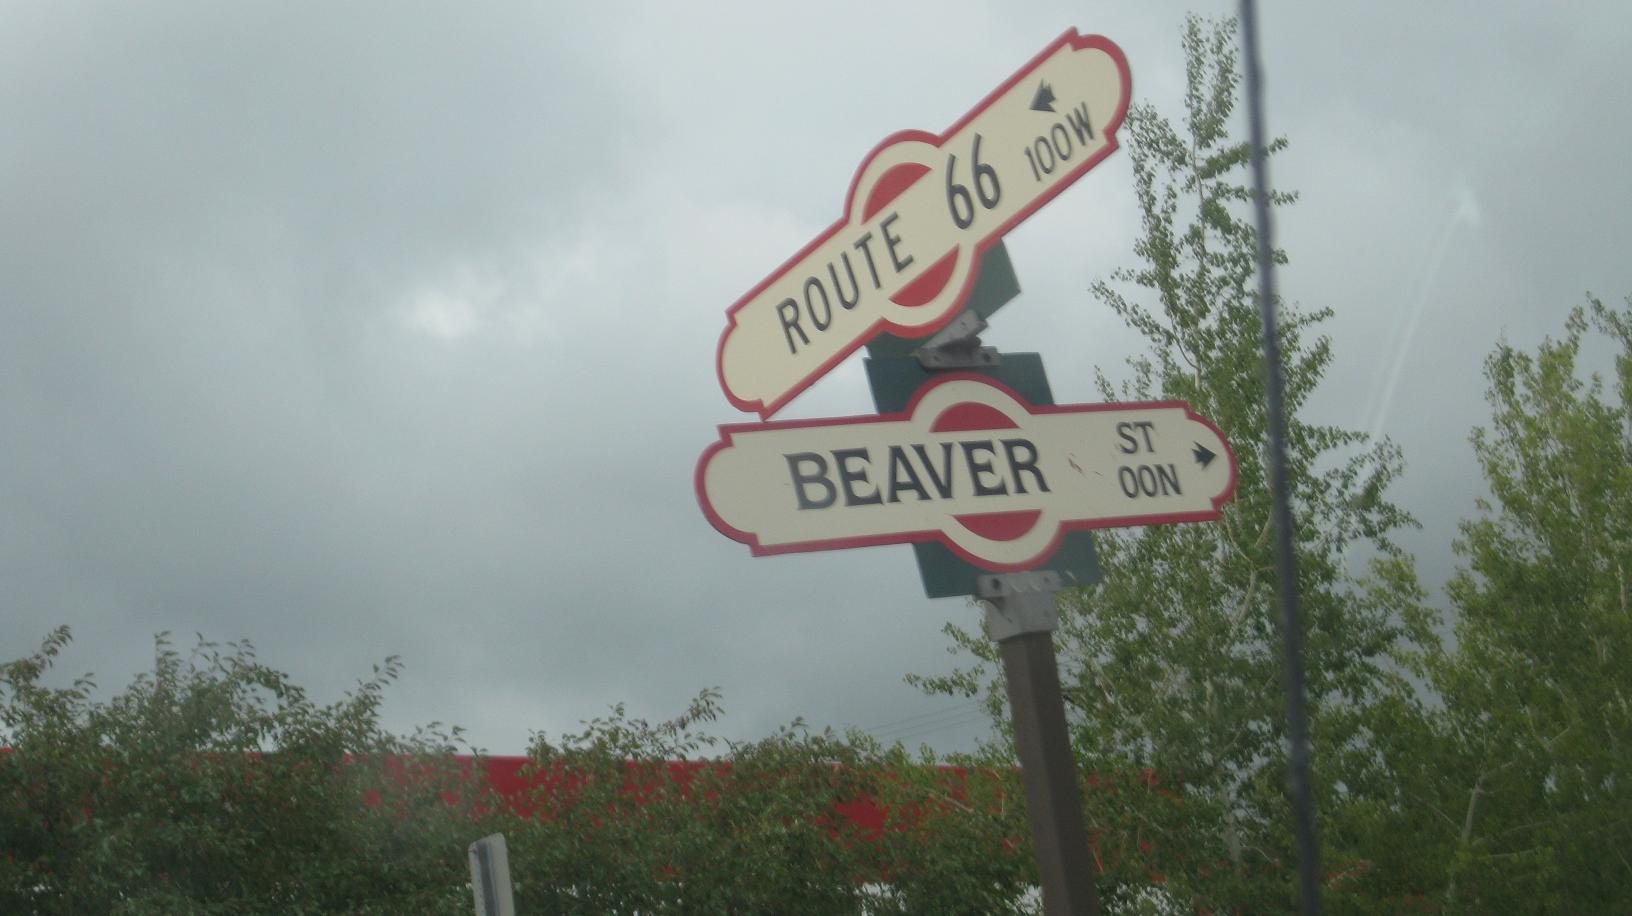 ROUTE 66 100W
BEAVER ST
00N